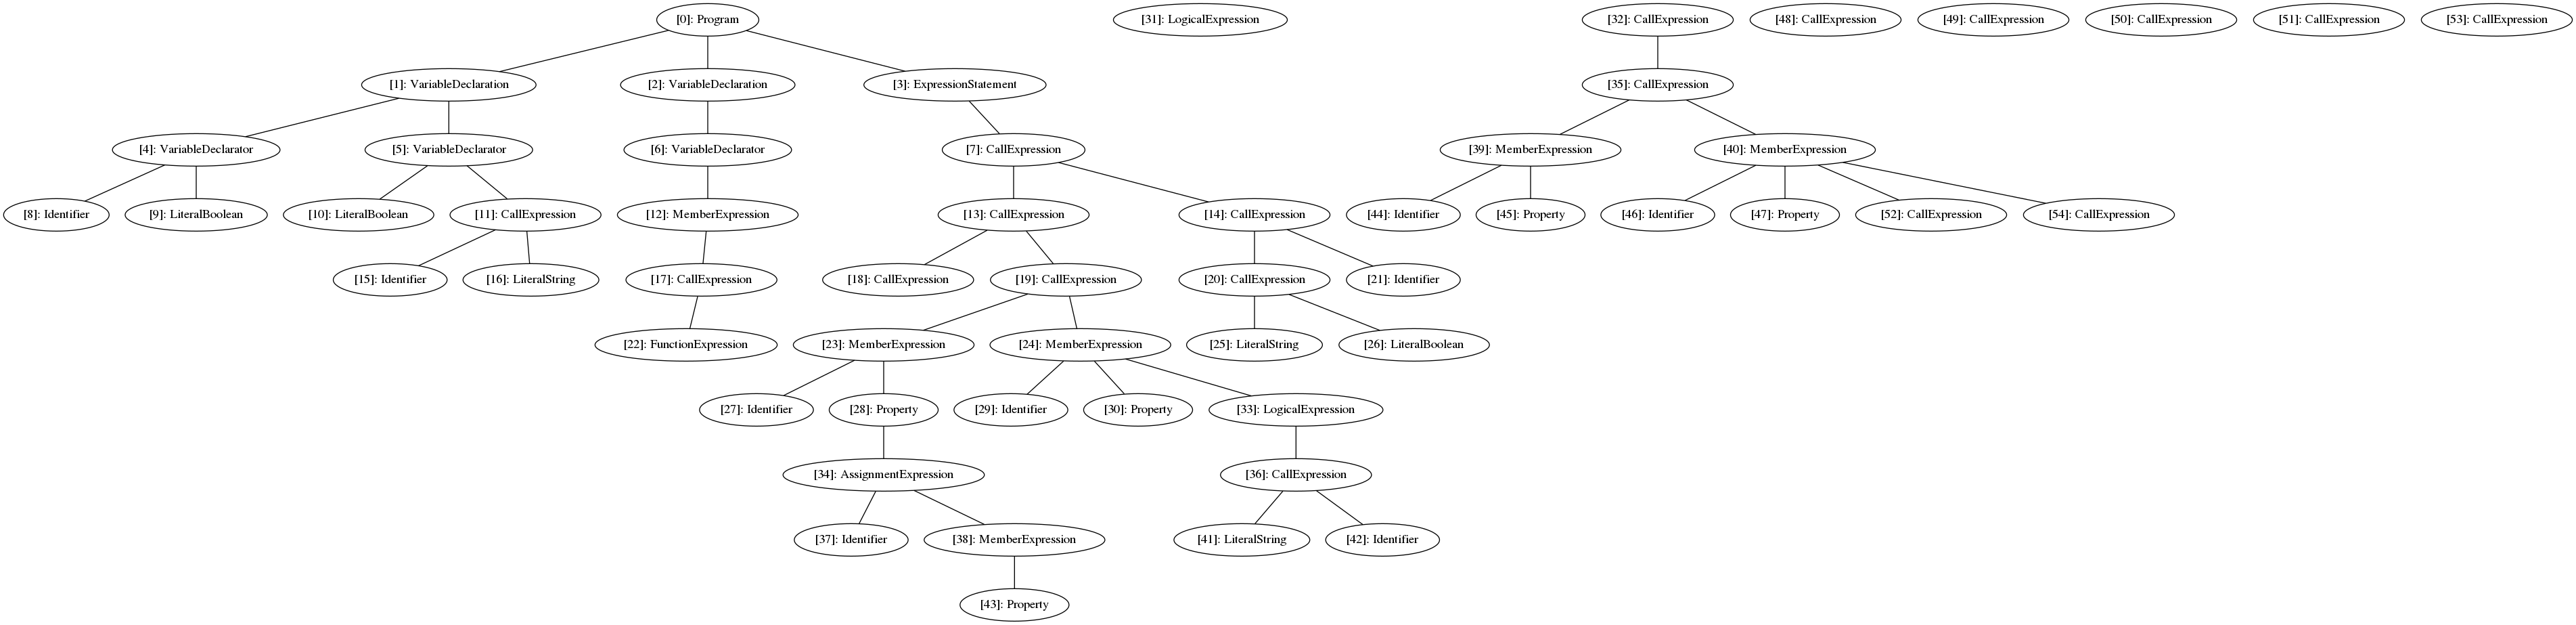 [0]: Program
[31]: LogicalExpression
[32]: CallExpression
[48]: CallExpression
[49]: CallExpression
[50]: CallExpression
[51]: CallExpression
[53]: CallExpression
[1]: VariableDeclaration
[2]: VariableDeclaration
[3]: ExpressionStatement
[35]: CallExpression
[4]: VariableDeclarator
[5]: VariableDeclarator
[6]: VariableDeclarator
[7]: CallExpression
[39]: MemberExpression
[40]: MemberExpression
[8]: Identifier
[9]: LiteralBoolean
[10]: LiteralBoolean
[11]: CallExpression
[12]: MemberExpression
[13]: CallExpression
[14]: CallExpression
[44]: Identifier
[45]: Property
[46]: Identifier
[47]: Property
[52]: CallExpression
[54]: CallExpression
[15]: Identifier
[16]: LiteralString
[17]: CallExpression
[18]: CallExpression
[19]: CallExpression
[20]: CallExpression
[21]: Identifier
[22]: FunctionExpression
[23]: MemberExpression
[24]: MemberExpression
[25]: LiteralString
[26]: LiteralBoolean
[27]: Identifier
[28]: Property
[29]: Identifier
[30]: Property
[33]: LogicalExpression
[34]: AssignmentExpression
[36]: CallExpression
[37]: Identifier
[38]: MemberExpression
[41]: LiteralString
[42]: Identifier
[43]: Property